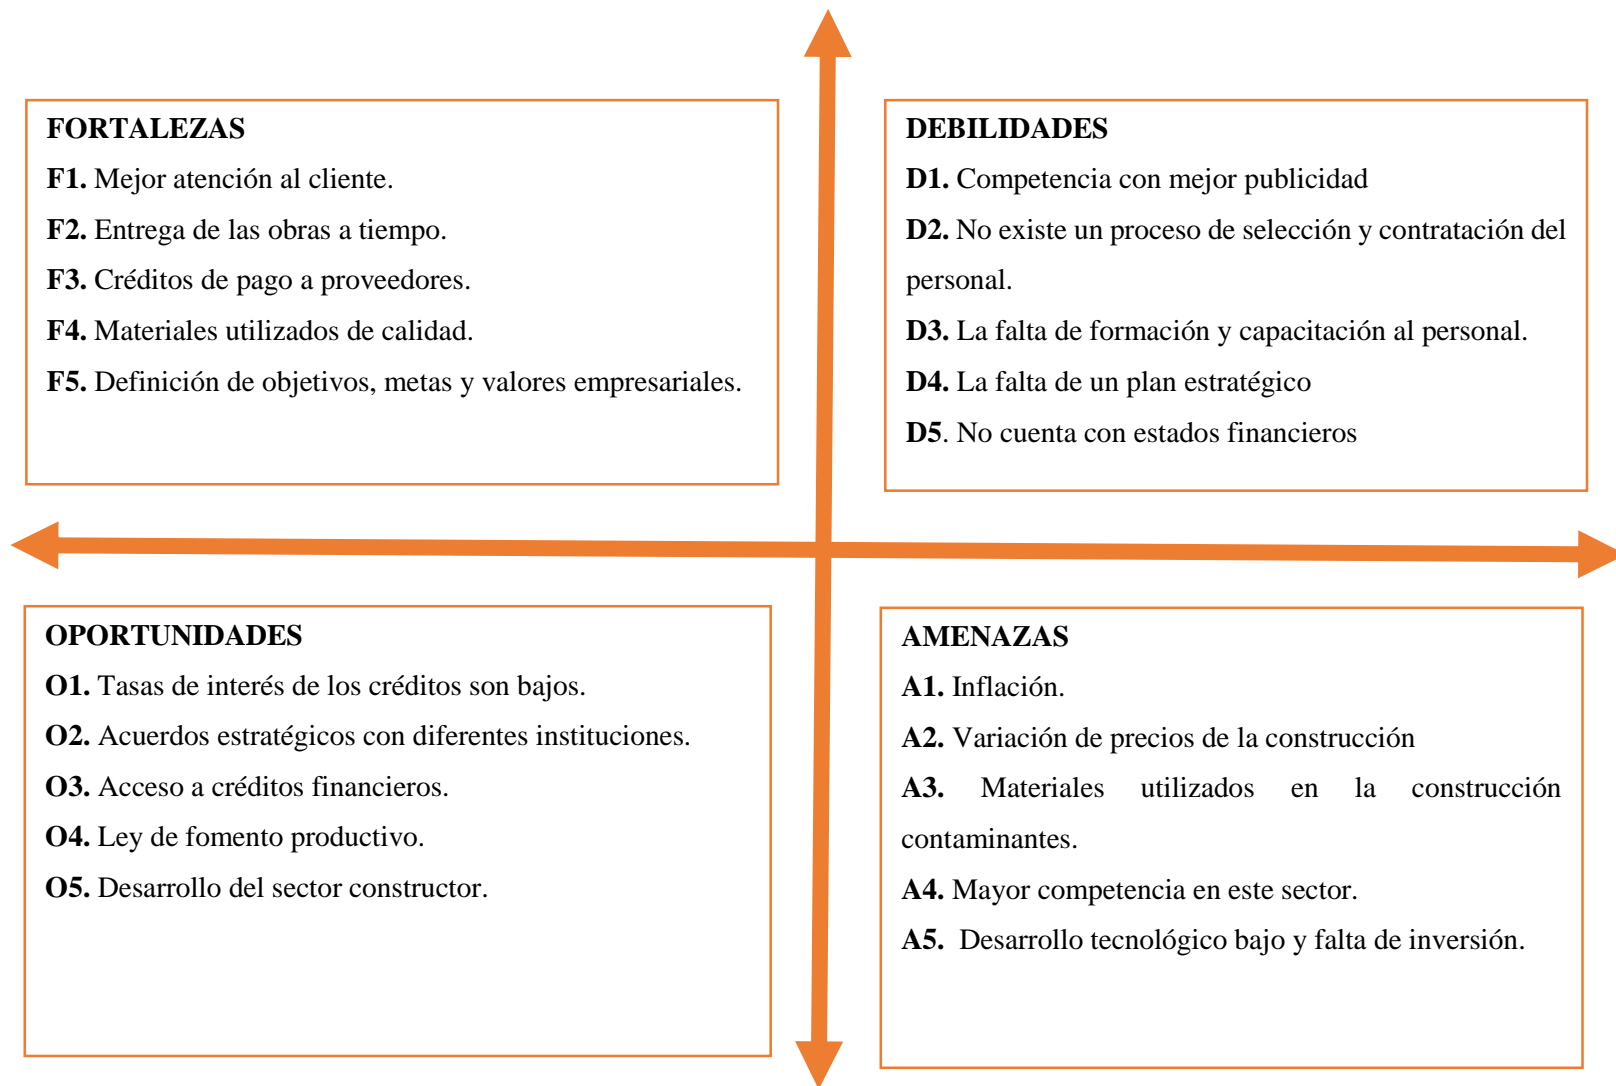 FORTALEZAS
F1. Mejor atención al cliente.
F2. Entrega de las obras a tiempo.
F3. Créditos de pago a proveedores.
F4. Materiales utilizados de calidad.
F5. Definición de objetivos, metas y valores empresariales.
DEBILIDADES
D1. Competencia con mejor publicidad
D2. No existe un proceso de selección y contratación del
personal.
D3. La falta de formación y capacitación al personal.
D4. La falta de un plan estratégico
D5. No cuenta con estados financieros
OPORTUNIDADES
O1. Tasas de interés de los créditos son bajos.
O2. Acuerdos estratégicos con diferentes instituciones.
O3. Acceso a créditos financieros.
O4. Ley de fomento productivo.
O5. Desarrollo del sector constructor.
AMENAZAS
A1. Inflación.
A2. Variación de precios de la construcción
A3. Materiales utilizados en la construcción
contaminantes.
A4. Mayor competencia en este sector.
A5. Desarrollo tecnológico bajo y falta de inversión.